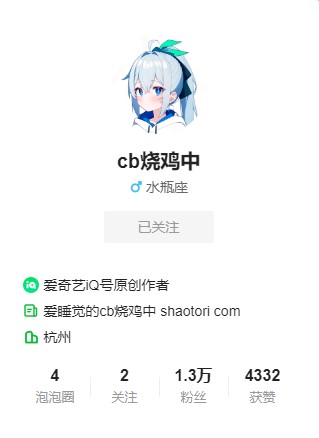 cb烧鸡中
水瓶座
已关注
iQ 爱奇艺iQ号原创作者
爱睡觉的cb烧鸡中 shaotori com
杭州
4 2 1.3万 4332
泡泡圈 关注 粉丝 获赞